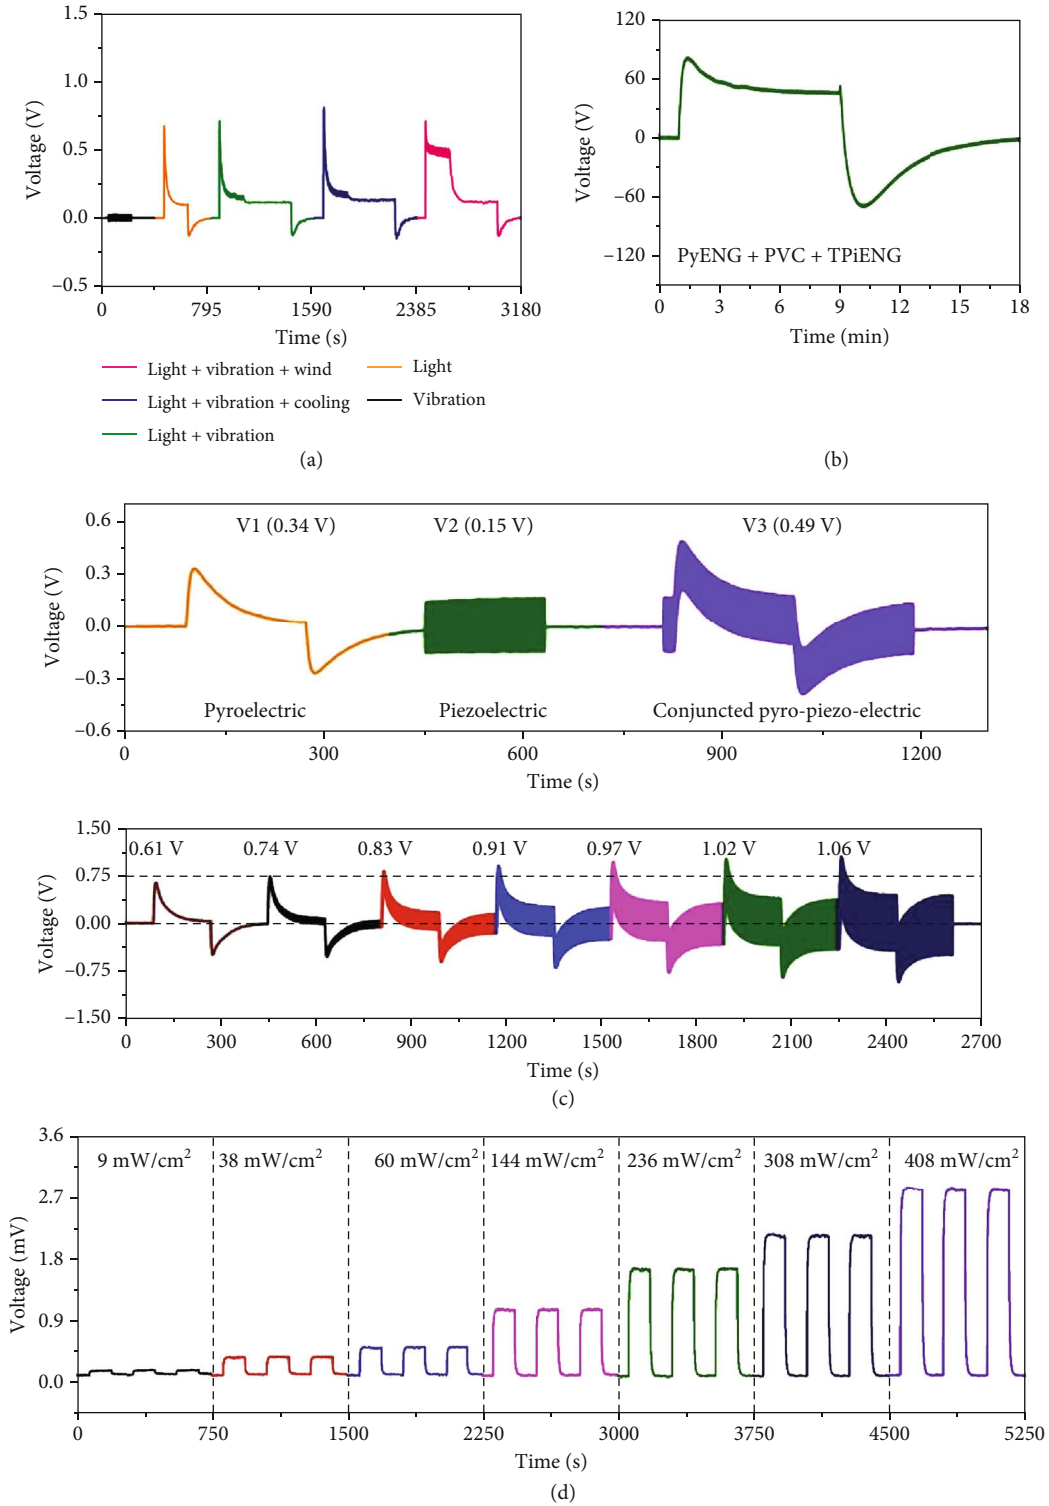 1.5
1.0
0.5
0.0
−0.5
Voltage (V)
0 795 1590 2385 3180
Time (s)
Light + vibration + wind
Light
Light + vibration + cooling
Vibration
Light + vibration
(a)
120
60
0
−60
−120
Voltage (V)
PyENG + PVC + TPiENG
0 3 6 9 12 15 18
Time (min)
(b)
0.6
0.3
0.0
−0.3
−0.6
Voltage (V)
V1 (0.34 V) V2 (0.15 V) V3 (0.49 V)
Pyroelectric Piezoelectric Conjuncted pyro-piezo-electric
0 300 600 900 1200
Time (s)
1.50
0.75
0.00
−0.75
−1.50
Voltage (V)
0.61 V 0.74 V 0.83 V 0.91 V 0.97 V 1.02 V 1.06 V
0 300 600 900 1200 1500 1800 2100 2400 2700
Time (s)
(c)
3.6
2.7
1.8
0.9
0.0
Voltage (mV)
9 mW/cm² 38 mW/cm² 60 mW/cm² 144 mW/cm² 236 mW/cm² 308 mW/cm² 408 mW/cm²
0 750 1500 2250 3000 3750 4500 5250
Time (s)
(d)